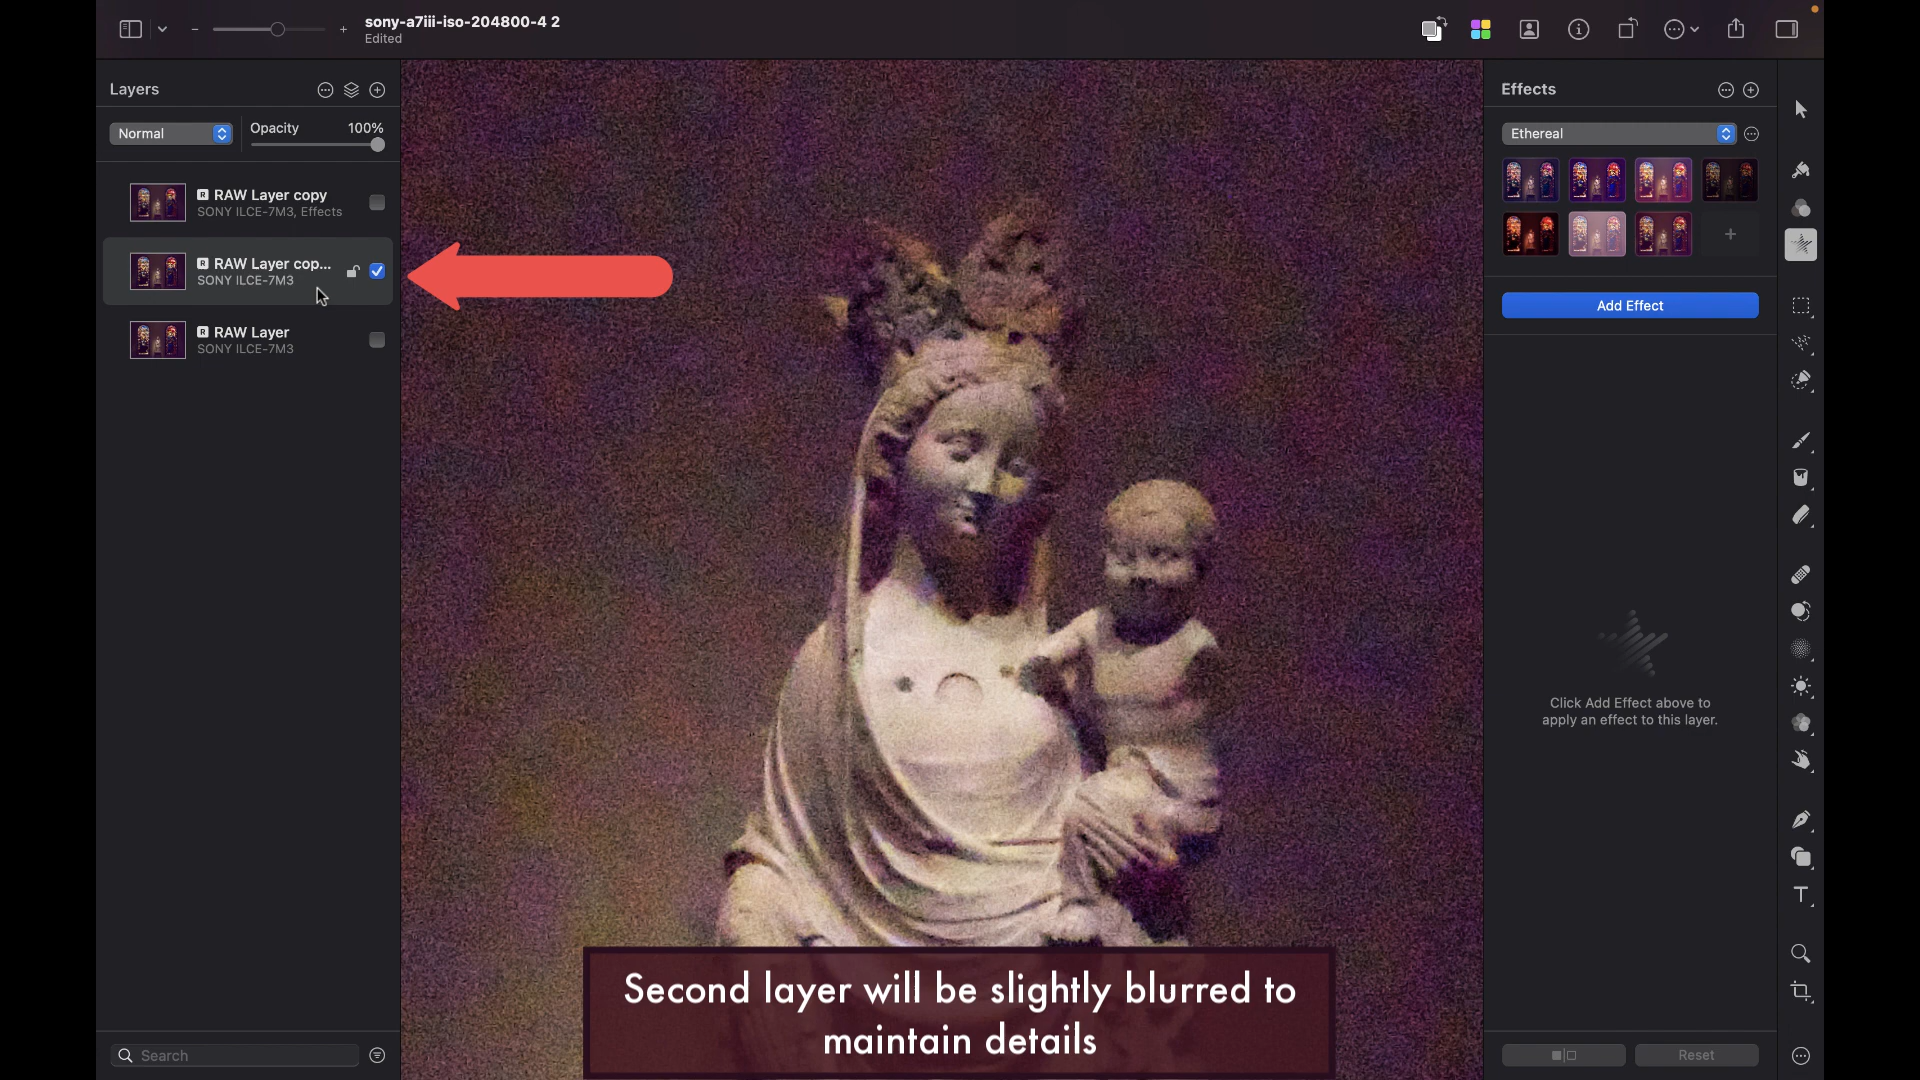 sony-a7iii-iso-204800-4 2
Edited
Layers
Normal
Opacity 100%
RAW Layer copy
SONY ILCE-7M3, Effects
RAW Layer cop...
SONY ILCE-7M3
RAW Layer
SONY ILCE-7M3
Search
Effects
Ethereal
Add Effect
Click Add Effect above to
apply an effect to this layer.
Reset
Second layer will be slightly blurred to
maintain details